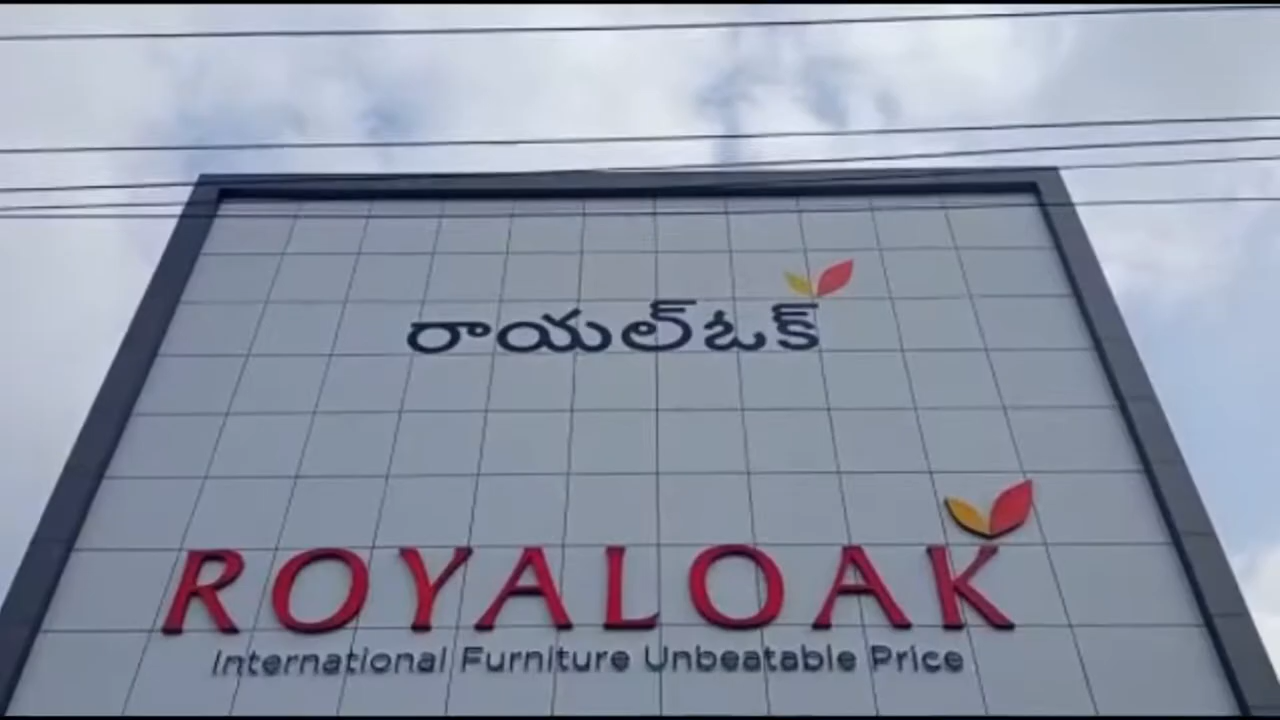 రాయల్ఓక్
ROYALOAK
International Furniture Unbeatable Price